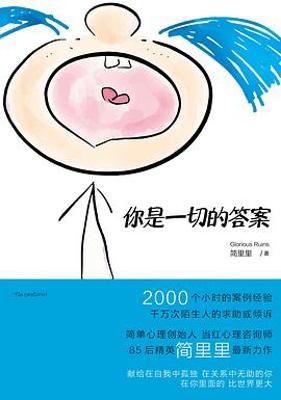 你是一切的答案
Glorious Ruins
简里里 / 著
2000 个小时的案例经验
千万次陌生人的求助或倾诉
简单心理创始人 当红心理咨询师
85 后精英 简里里 最新力作
献给在自我中孤独 在关系中无助的你
在你里面的 比世界更大